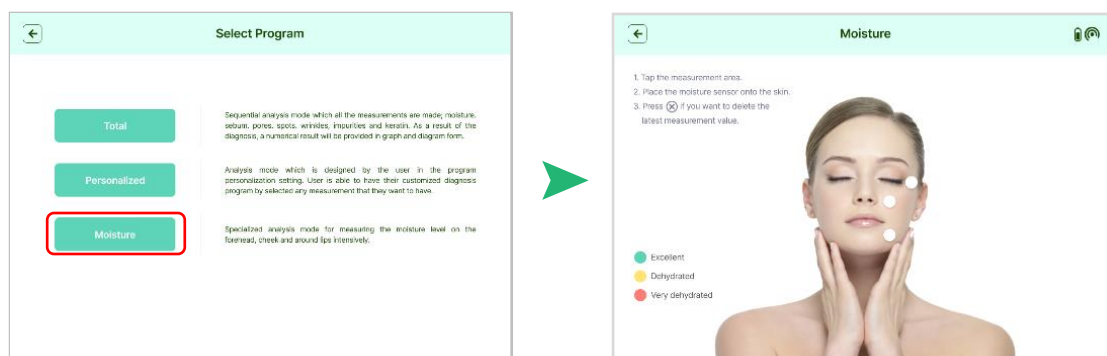 Select Program
Total
Sequential analysis mode which all the measurements are made; moisture,
sebum, pores, spots, wrinkles, impurities and keratin. As a result of the
diagnosis, a numerical result will be provided in graph and diagram form.
Personalized
Analysis mode which is designed by the user in the program
personalization setting. User is able to have their customized diagnosis
program by selected any measurement that they want to have.
Moisture
Specialized analysis mode for measuring the moisture level on the
forehead, cheek and around lips intensively.
Moisture
1. Tap the measurement area.
2. Place the moisture sensor onto the skin.
3. Press ⓧ if you want to delete the
latest measurement value.
Excellent
Dehydrated
Very dehydrated